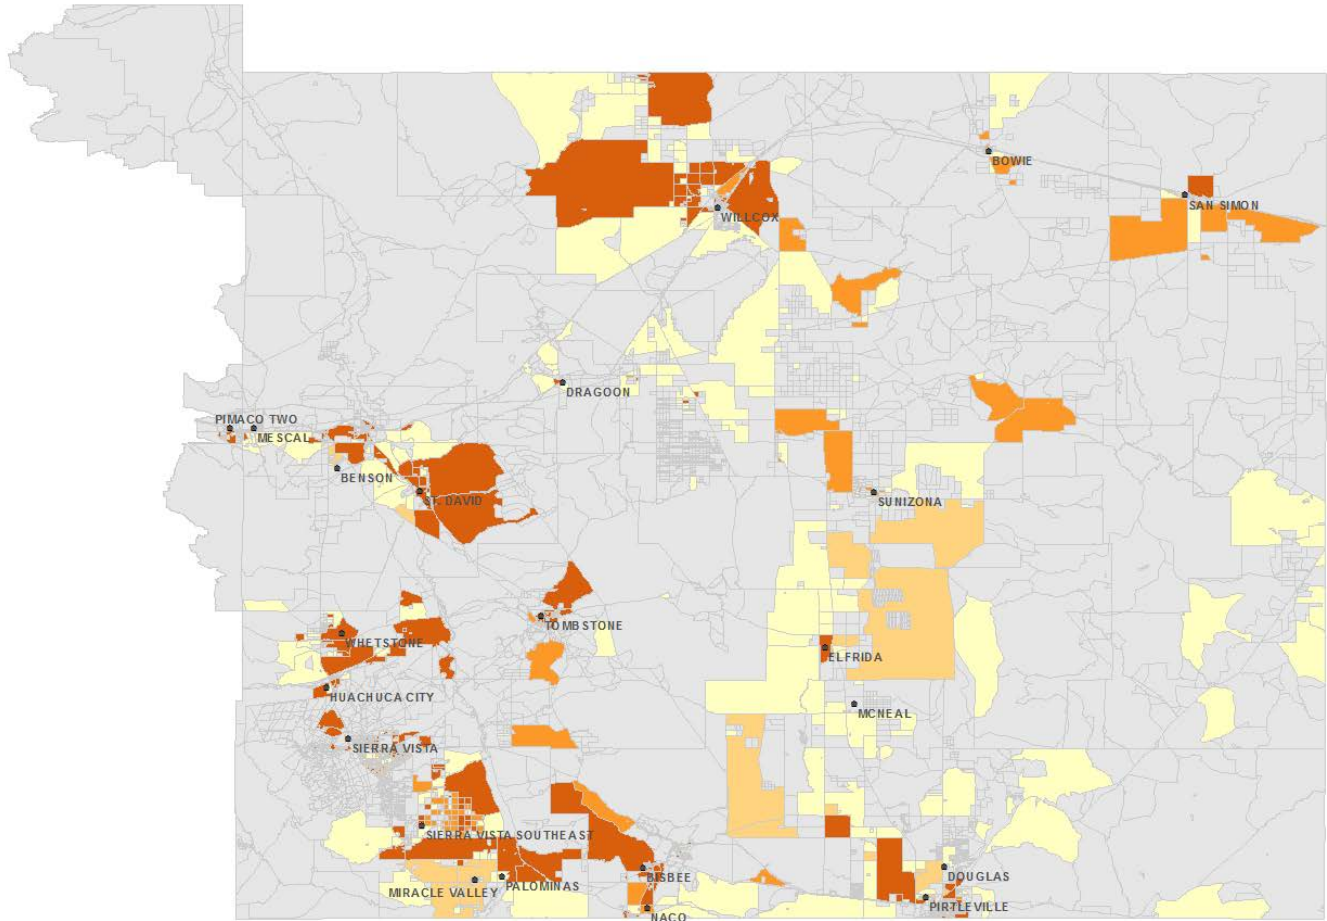 BOWIE
SAN SIMON
WILLCOX
DRAGOON
PIMACO TWO
MESCAL
BENSON
ST. DAVID
SUNIZONA
TOMBSTONE
WHETSTONE
ELFRIDA
HUACHUCA CITY
MCNEAL
SIERRA VISTA
SIERRA VISTA SOUTHEAST
BISBEE
DOUGLAS
PALOMINAS
MIRACLE VALLEY
PIRTLEVILLE
NACO